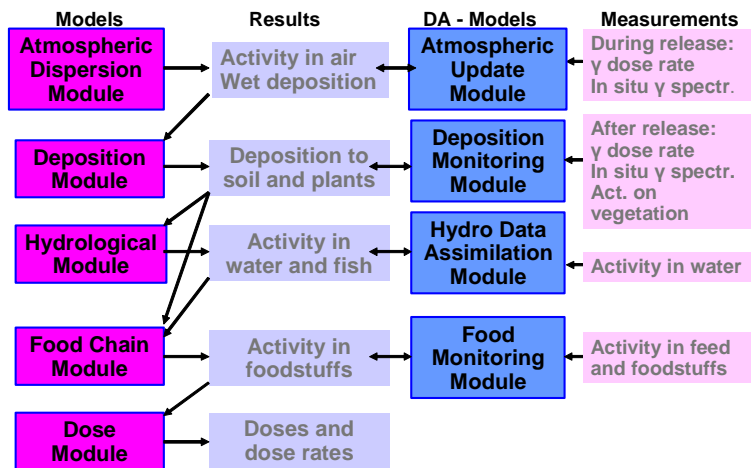 Models
Results
DA - Models
Measurements
Atmospheric
Dispersion
Module
Activity in air
Wet deposition
Atmospheric
Update
Module
During release:
γ dose rate
In situ γ spectr.
Deposition
Module
Deposition to
soil and plants
Deposition
Monitoring
Module
After release:
γ dose rate
In situ γ spectr.
Act. on
vegetation
Hydrological
Module
Activity in
water and fish
Hydro Data
Assimilation
Module
Activity in water
Food Chain
Module
Activity in
foodstuffs
Food
Monitoring
Module
Activity in feed
and foodstuffs
Dose
Module
Doses and
dose rates